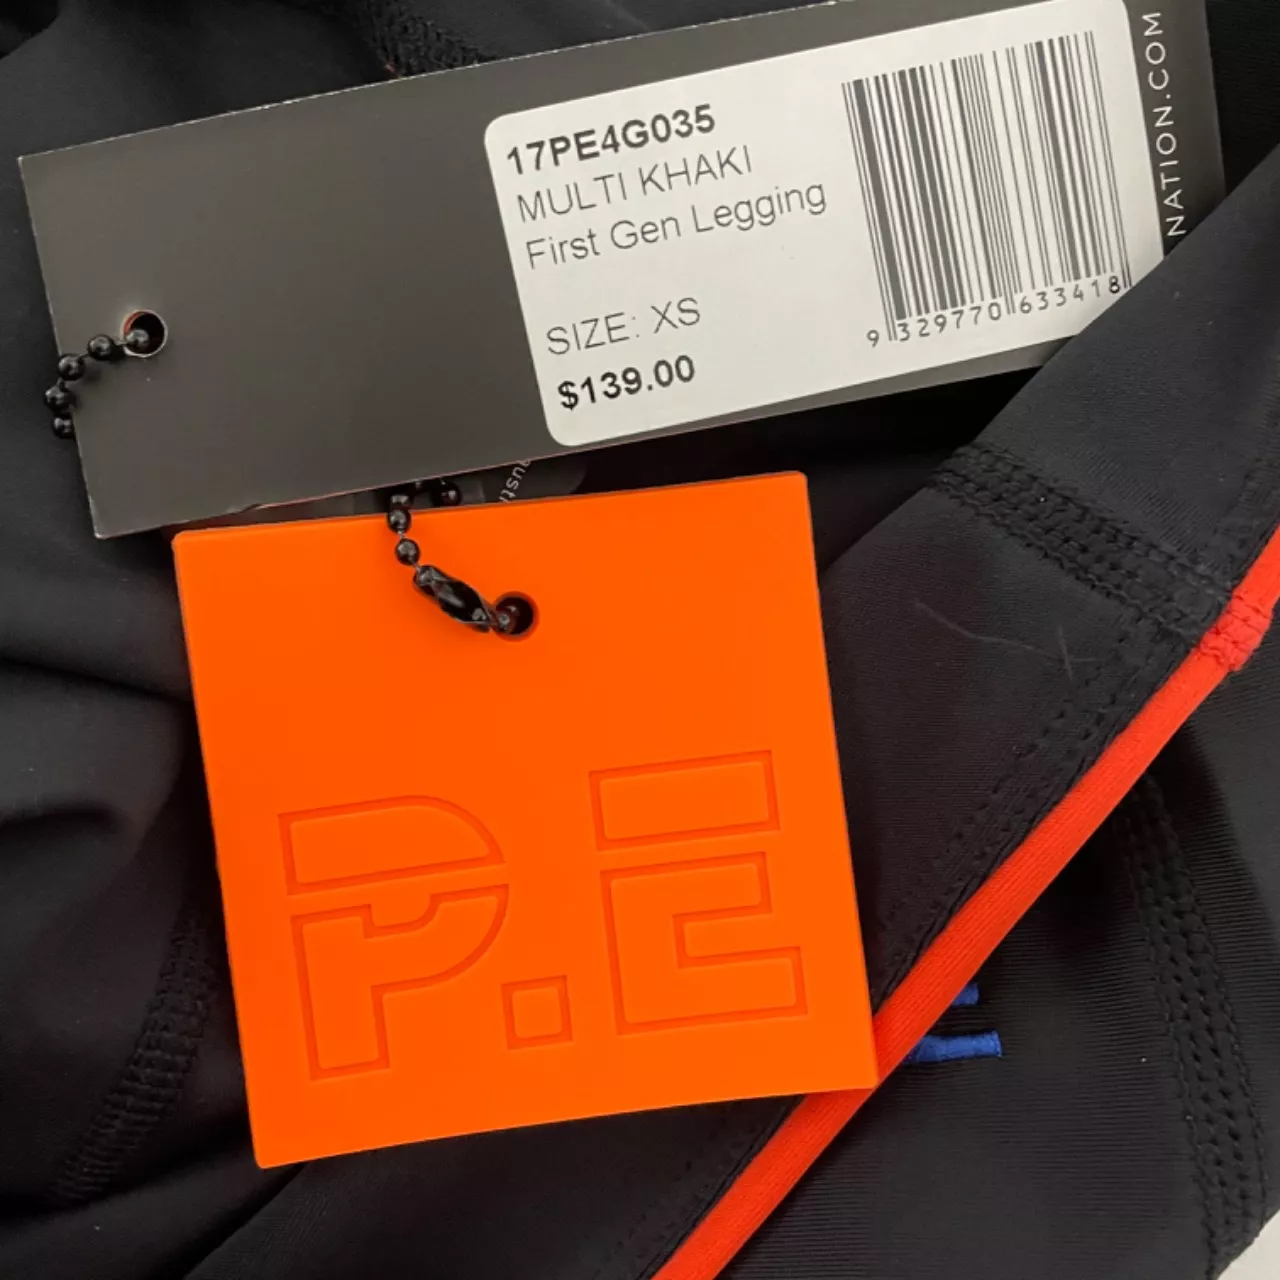 17PE4G035
MULTI KHAKI
First Gen Legging
SIZE: XS
$139.00
9 329770 633418
NATION.COM
P.E